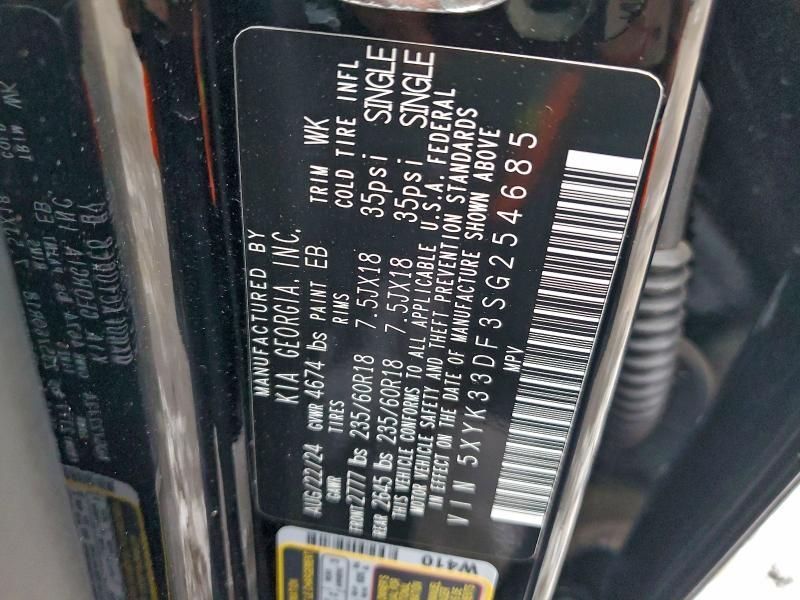 MANUFACTURED BY
KIA GEORGIA, INC.
AUG/22/24 GVWR 4674 lbs PAINT EB TRIM WK
GAWR TIRES RIMS COLD TIRE INFL
FRONT 2777 lbs 235/60R18 7.5JX18 35psi SINGLE
REAR 2645 lbs 235/60R18 7.5JX18 35psi SINGLE
THIS VEHICLE CONFORMS TO ALL APPLICABLE U.S.A. FEDERAL
MOTOR VEHICLE SAFETY AND THEFT PREVENTION STANDARDS
IN EFFECT ON THE DATE OF MANUFACTURE SHOWN ABOVE
VIN 5XYK33DF3SG254685
MPV
W410